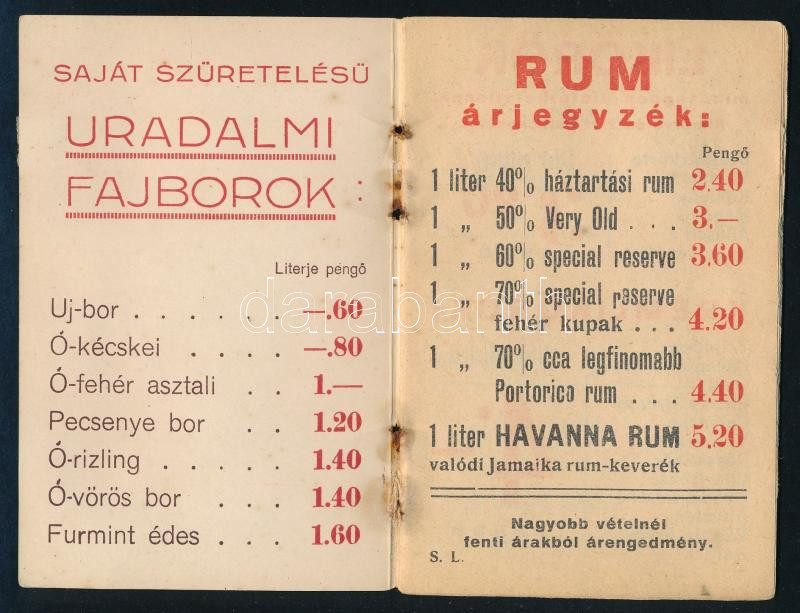 SAJÁT SZÜRETELÉSÜ
URADALMI
FAJBOROK :
Literje pengő
Uj-bor . . . . . . —.60
Ó-kécskei . . . . —.80
Ó-fehér asztali . . 1.—
Pecsenye bor . . 1.20
Ó-rizling . . . . . 1.40
Ó-vörös bor . . . 1.40
Furmint édes . . . 1.60
RUM
árjegyzék:
Pengő
1 liter 40% háztartási rum 2.40
1 „ 50% Very Old . . . 3.—
1 „ 60% special reserve 3.60
1 „ 70% special reserve
fehér kupak . . . 4.20
1 „ 70% cca legfinomabb
Portorico rum . . . 4.40
1 liter HAVANNA RUM 5.20
valódi Jamaika rum-keverék
Nagyobb vételnél
fenti árakból árengedmény.
S. L.
darabanth.com